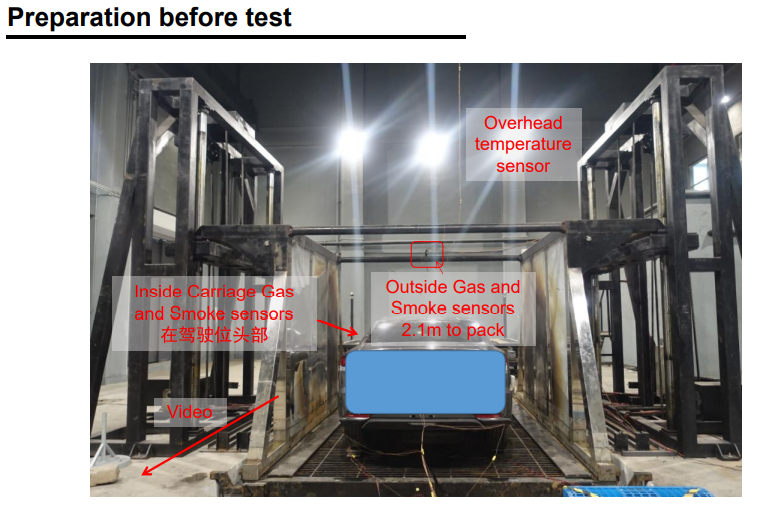 Preparation before test
Overhead
temperature
sensor
Inside Carriage Gas
and Smoke sensors
在驾驶位头部
Outside Gas and
Smoke sensors
2.1m to pack
Video